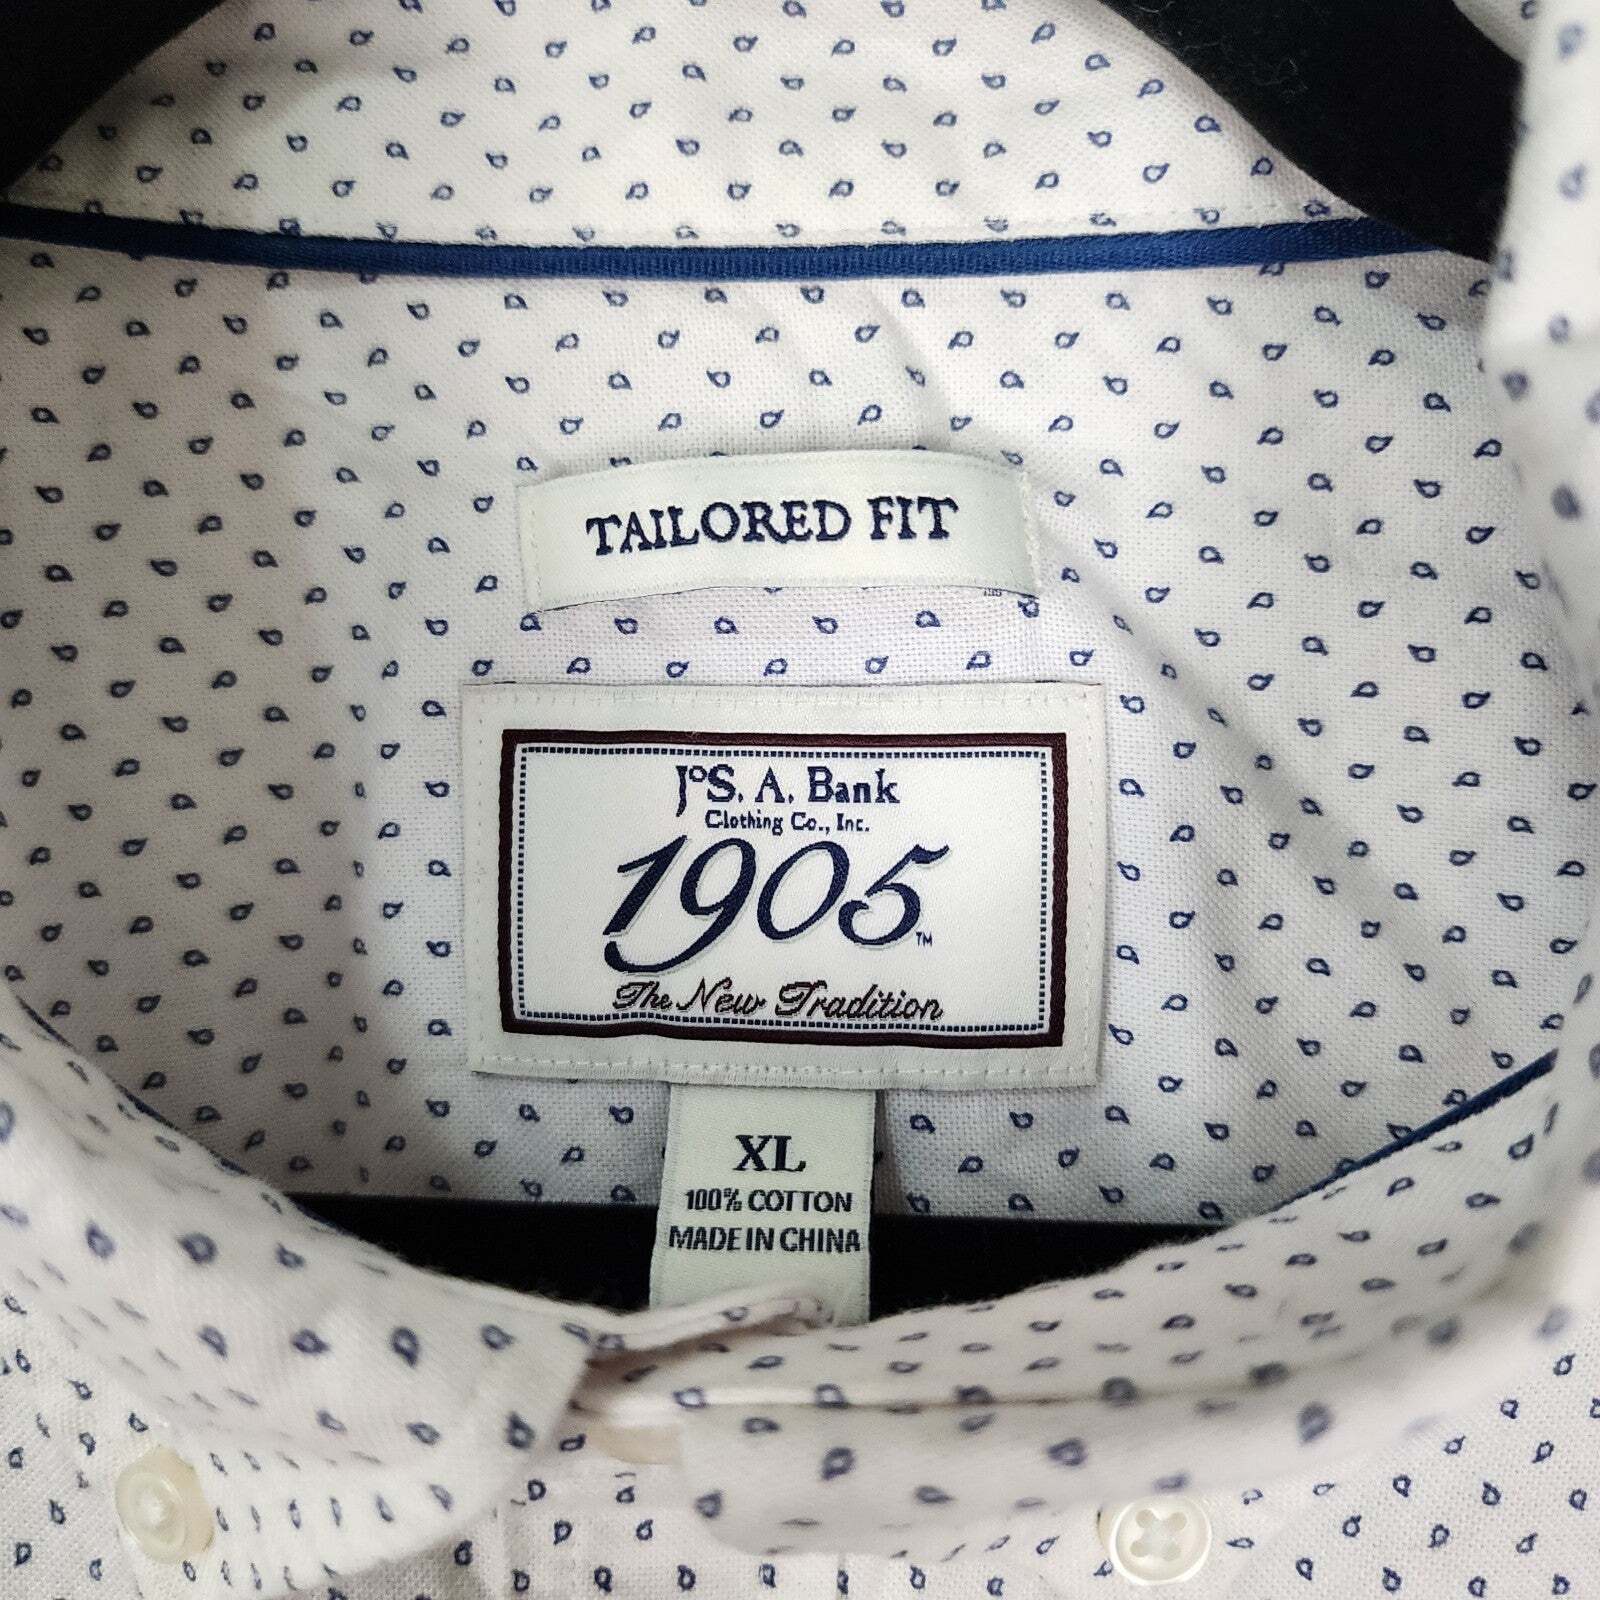 TAILORED FIT
JoS. A. Bank
Clothing Co., Inc.
1905™
The New Tradition
XL
100% COTTON
MADE IN CHINA